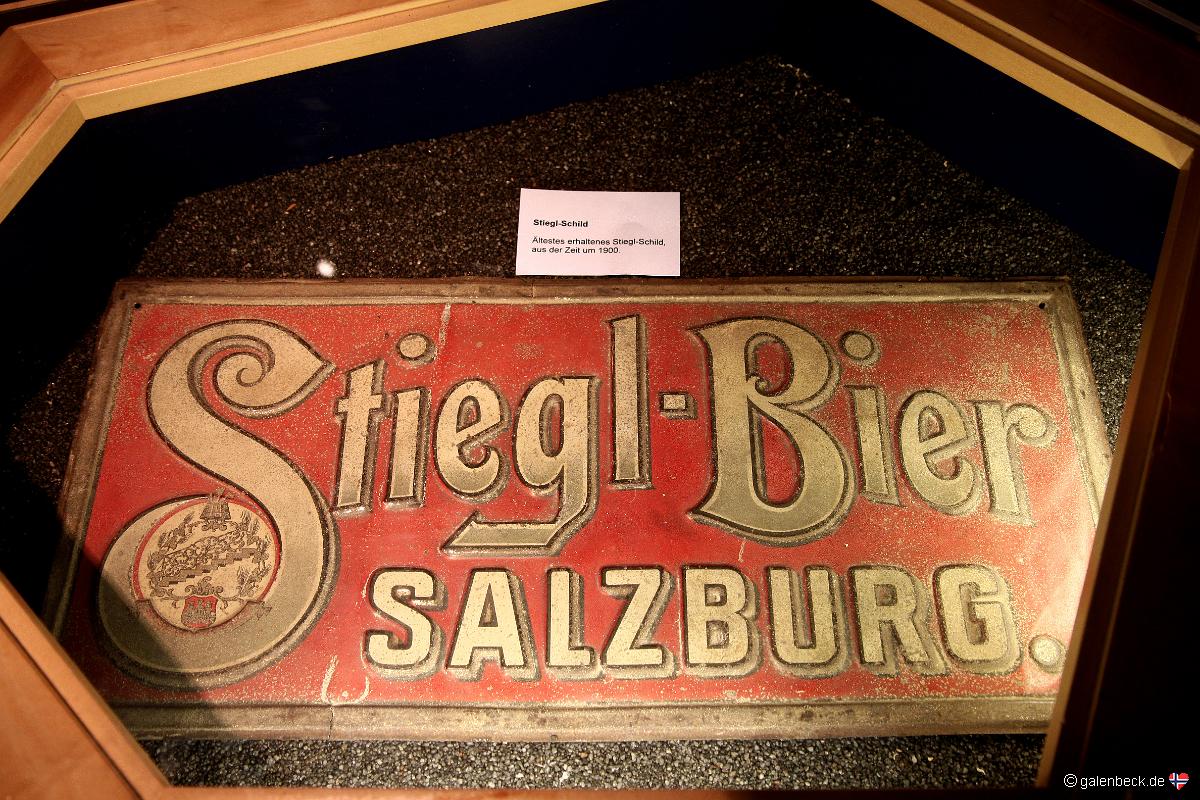 Stiegl-Schild
Ältestes erhaltenes Stiegl-Schild,
aus der Zeit um 1900.
Stiegl-Bier
SALZBURG.
© galenbeck.de